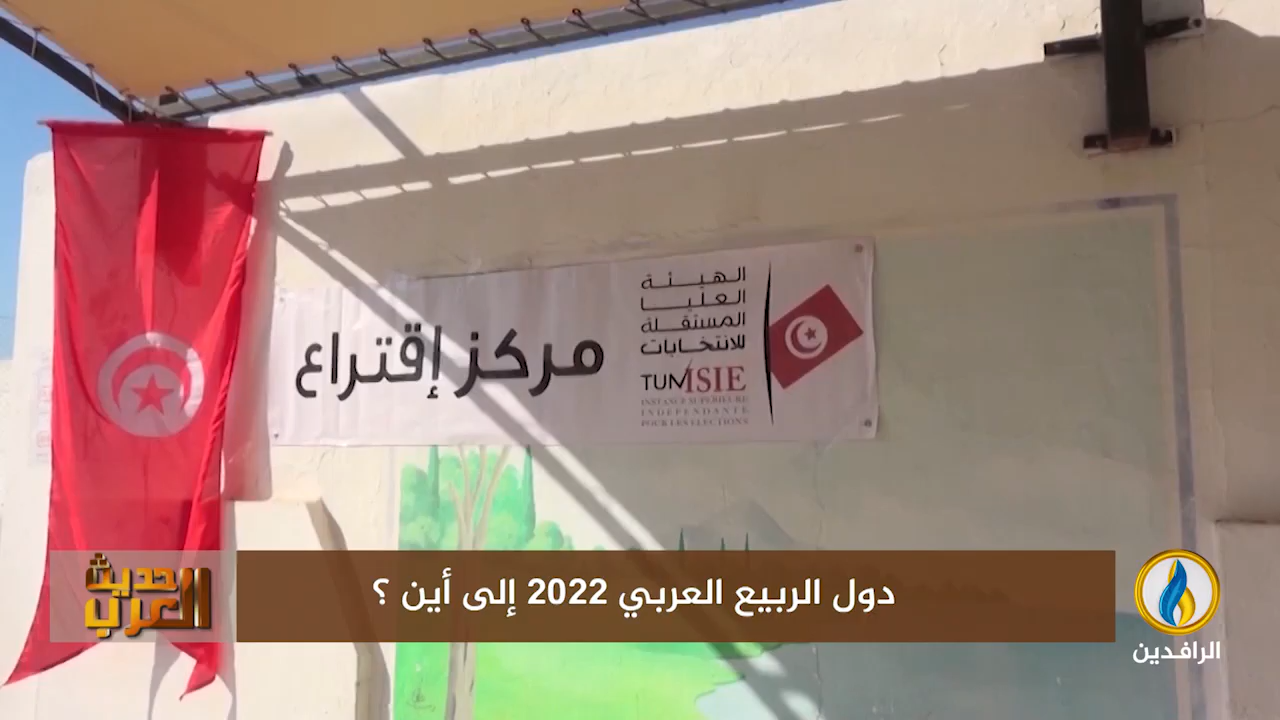 الهيئة
العليا
المستقلة
للانتخابات
TUNISIE
INSTANCE SUPERIEURE
INDEPENDANTE
POUR LES ELECTIONS
مركز إقتراع
دول الربيع العربي 2022 إلى أين ؟
حديث
العرب
الرافدين